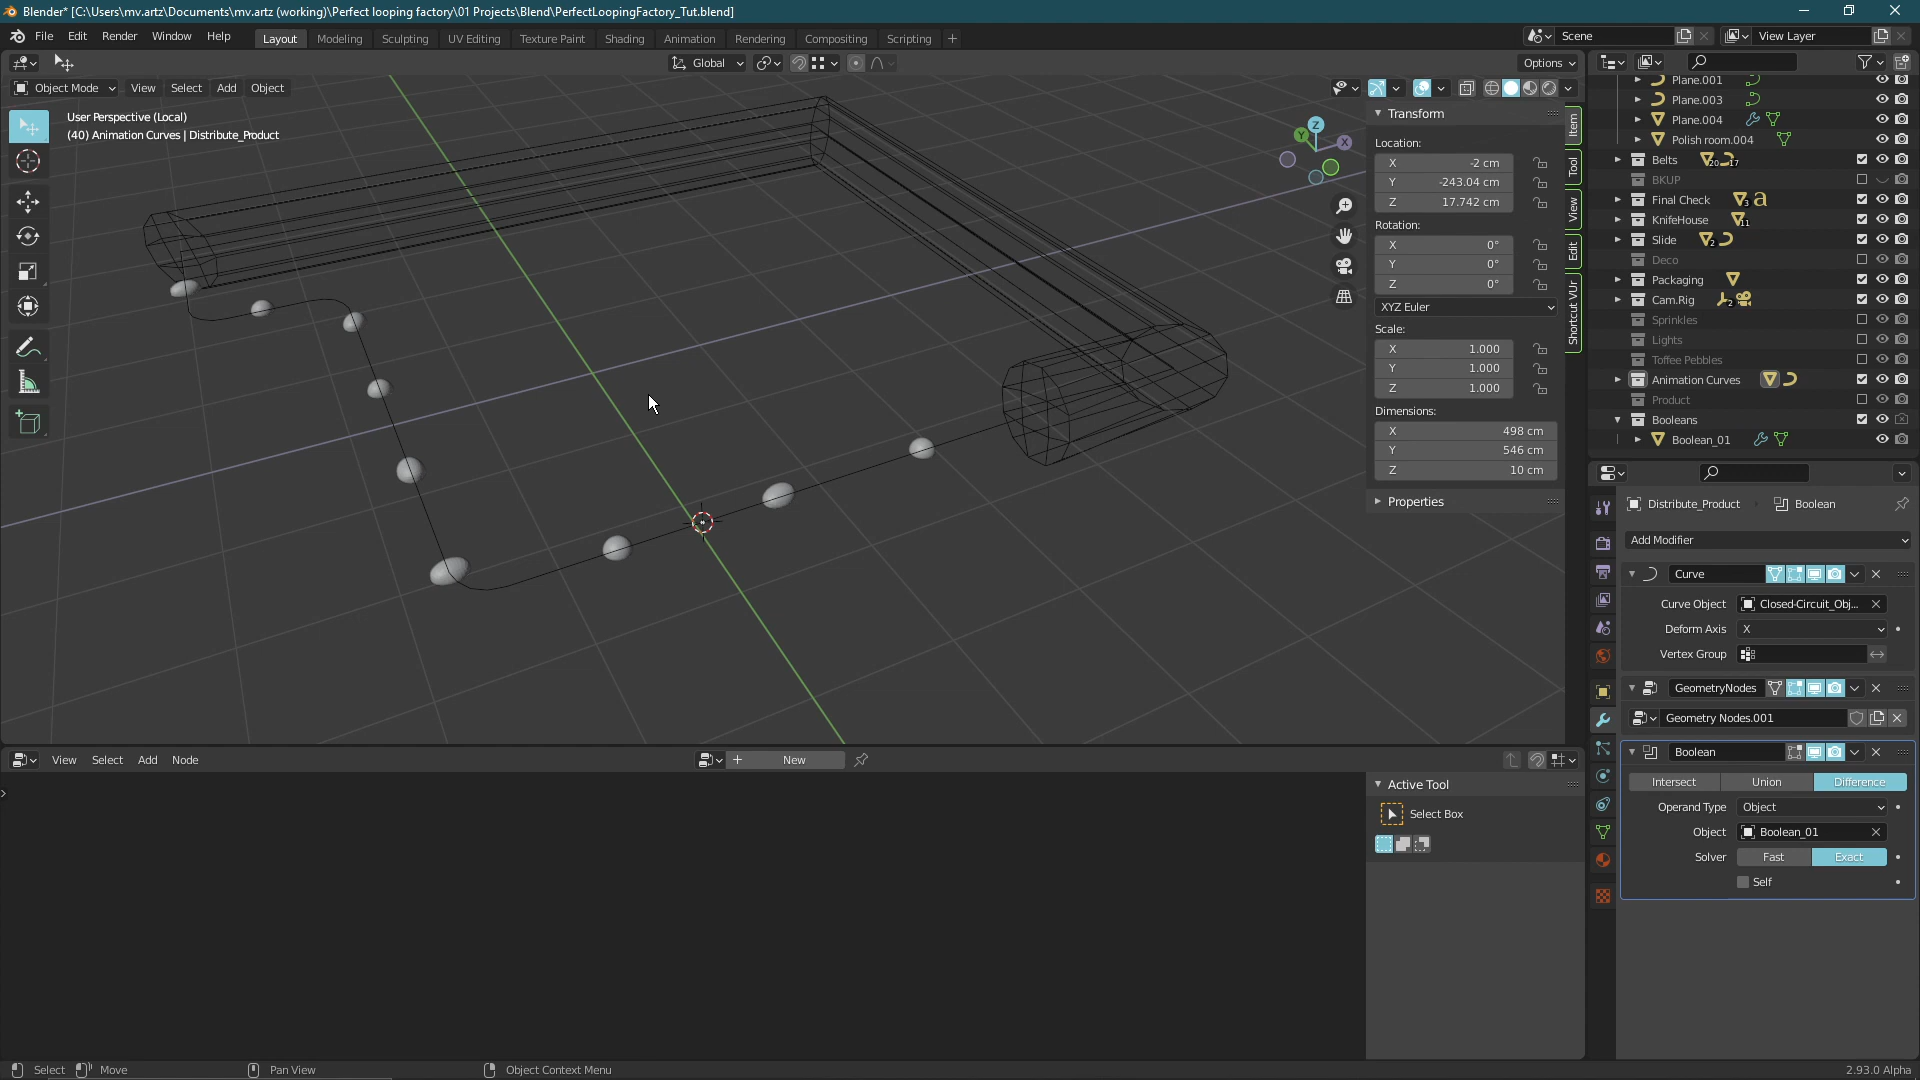 Blender* [C:\Users\mv.artz\Documents\mv.artz (working)\Perfect looping factory\01 Projects\Blend\PerfectLoopingFactory_Tut.blend]
File Edit Render Window Help Layout Modeling Sculpting UV Editing Texture Paint Shading Animation Rendering Compositing Scripting Scene View Layer
Global Options
Object Mode View Select Add Object
User Perspective (Local)
(40) Animation Curves | Distribute_Product
Transform
Location:
X -2 cm
Y -243.04 cm
Z 17.742 cm
Rotation:
X 0°
Y 0°
Z 0°
XYZ Euler
Scale:
X 1.000
Y 1.000
Z 1.000
Dimensions:
X 498 cm
Y 546 cm
Z 10 cm
Properties
Item
Tool
View
Edit
Shortcut VUr
Z
Y
X
Plane.001
Plane.003
Plane.004
Polish room.004
Belts 20 17
BKUP
Final Check 3
KnifeHouse 11
Slide 2
Deco
Packaging
Cam.Rig 2
Sprinkles
Lights
Toffee Pebbles
Animation Curves
Product
Booleans
Boolean_01
Distribute_Product Boolean
Add Modifier
Curve
Curve Object Closed-Circuit_Obj...
Deform Axis X
Vertex Group
GeometryNodes
Geometry Nodes.001
Boolean
Intersect Union Difference
Operand Type Object
Object Boolean_01
Solver Fast Exact
Self
View Select Add Node New
Active Tool
Select Box
Select Move Pan View Object Context Menu 2.93.0 Alpha